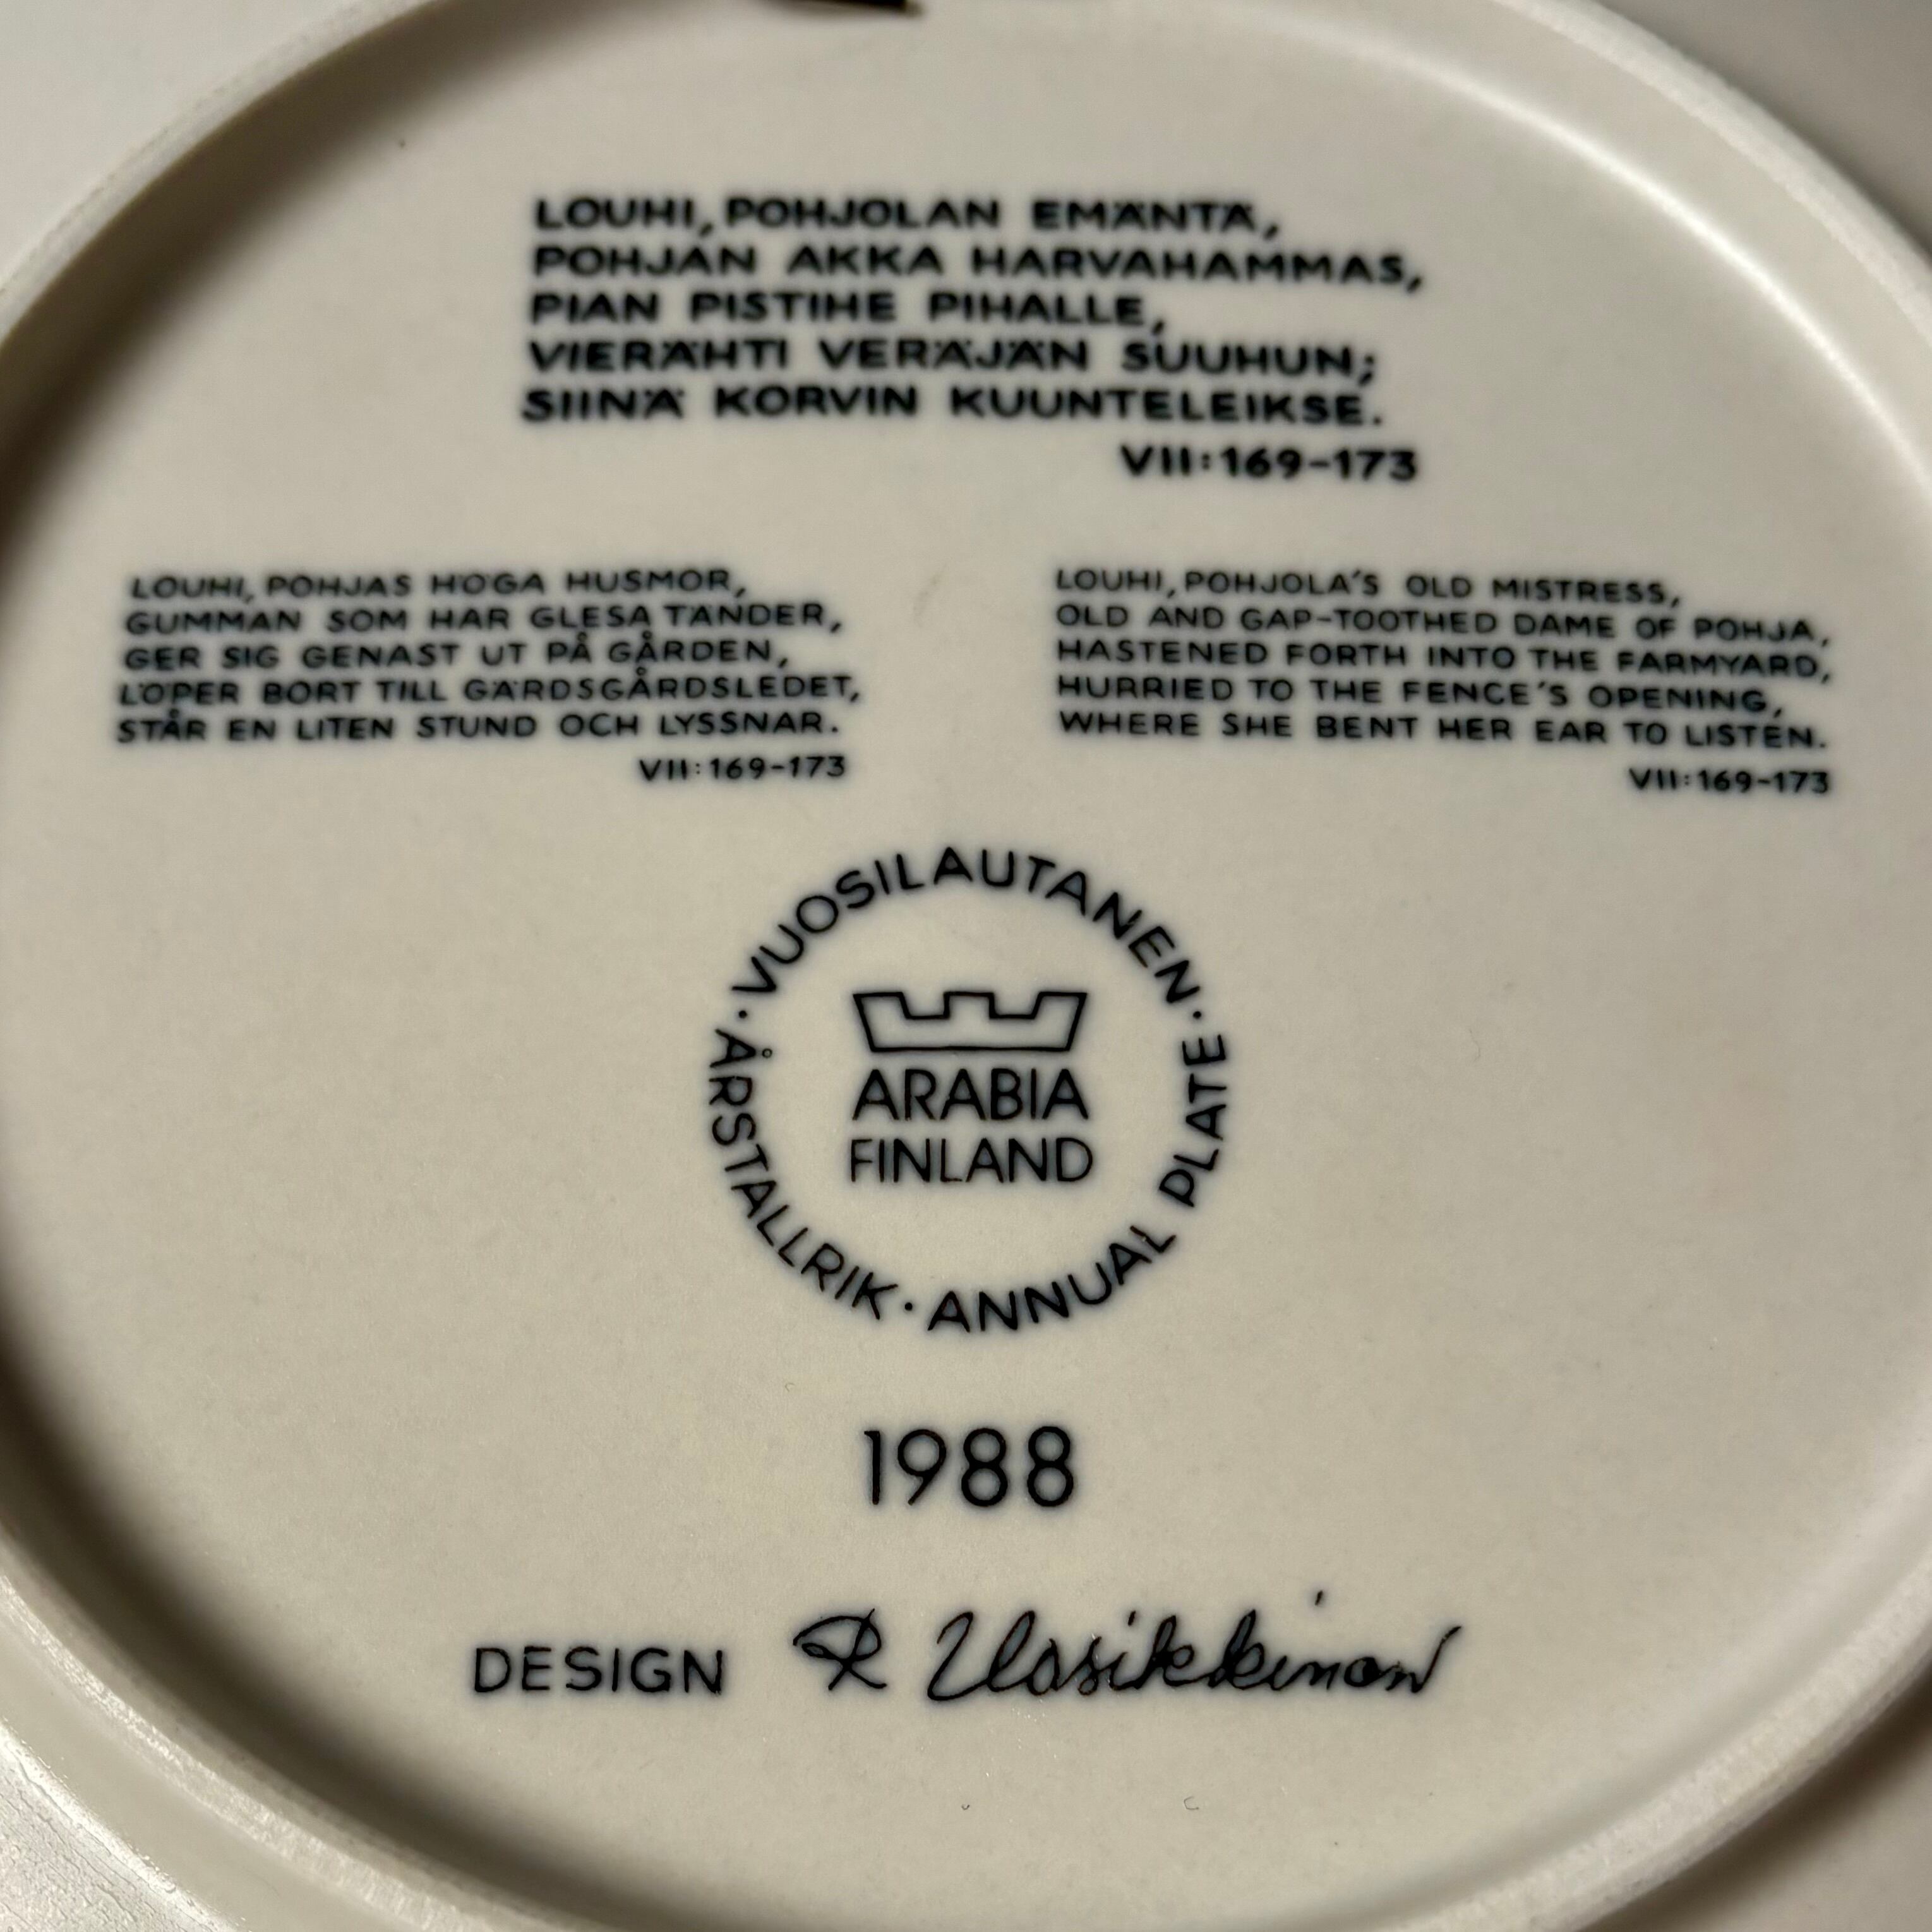 LOUHI, POHJOLAN EMÄNTÄ,
POHJAN AKKA HARVAHAMMAS,
PIAN PISTIHE PIHALLE,
VIERÄHTI VERÄJÄN SUUHUN;
SIINÄ KORVIN KUUNTELEIKSE.
VII:169-173
LOUHI, POHJAS HÖGA HUSMOR,
GUMMAN SOM HAR GLESA TÄNDER,
GER SIG GENAST UT PÅ GÅRDEN,
LÖPER BORT TILL GÄRDSGÅRDSLEDET,
STÅR EN LITEN STUND OCH LYSSNAR.
VII:169-173
LOUHI, POHJOLA'S OLD MISTRESS,
OLD AND GAP-TOOTHED DAME OF POHJA,
HASTENED FORTH INTO THE FARMYARD,
HURRIED TO THE FENCE'S OPENING,
WHERE SHE BENT HER EAR TO LISTEN.
VII:169-173
· VUOSILAUTANEN · ANNUAL PLATE · ÅRSTALLRIK
ARABIA
FINLAND
1988
DESIGN R Uosikkinen